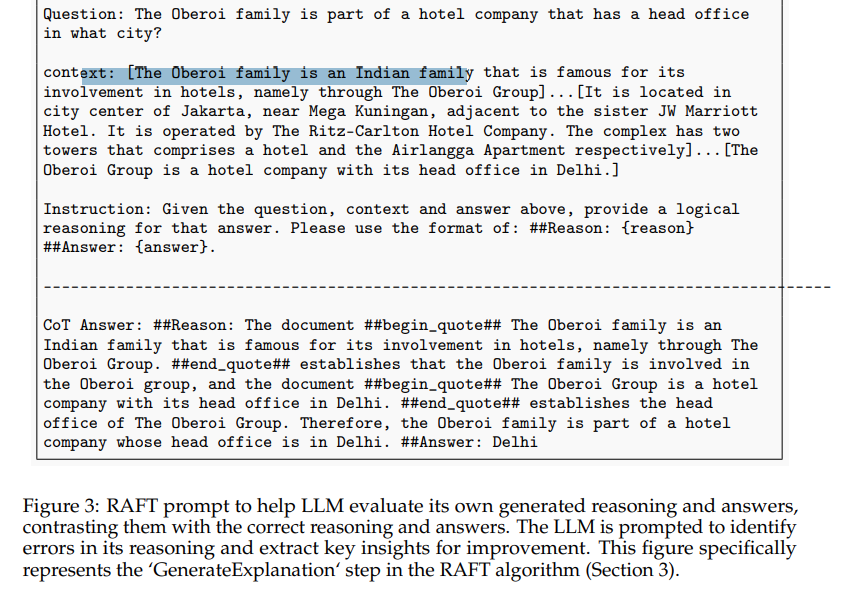 Question: The Oberoi family is part of a hotel company that has a head office
in what city?
context: [The Oberoi family is an Indian family that is famous for its
involvement in hotels, namely through The Oberoi Group]...[It is located in
city center of Jakarta, near Mega Kuningan, adjacent to the sister JW Marriott
Hotel. It is operated by The Ritz-Carlton Hotel Company. The complex has two
towers that comprises a hotel and the Airlangga Apartment respectively]...[The
Oberoi Group is a hotel company with its head office in Delhi.]
Instruction: Given the question, context and answer above, provide a logical
reasoning for that answer. Please use the format of: ##Reason: {reason}
##Answer: {answer}.
--------------------------------------------------------------------------------
CoT Answer: ##Reason: The document ##begin_quote## The Oberoi family is an
Indian family that is famous for its involvement in hotels, namely through The
Oberoi Group. ##end_quote## establishes that the Oberoi family is involved in
the Oberoi group, and the document ##begin_quote## The Oberoi Group is a hotel
company with its head office in Delhi. ##end_quote## establishes the head
office of The Oberoi Group. Therefore, the Oberoi family is part of a hotel
company whose head office is in Delhi. ##Answer: Delhi
Figure 3: RAFT prompt to help LLM evaluate its own generated reasoning and answers,
contrasting them with the correct reasoning and answers. The LLM is prompted to identify
errors in its reasoning and extract key insights for improvement. This figure specifically
represents the ‘GenerateExplanation‘ step in the RAFT algorithm (Section 3).